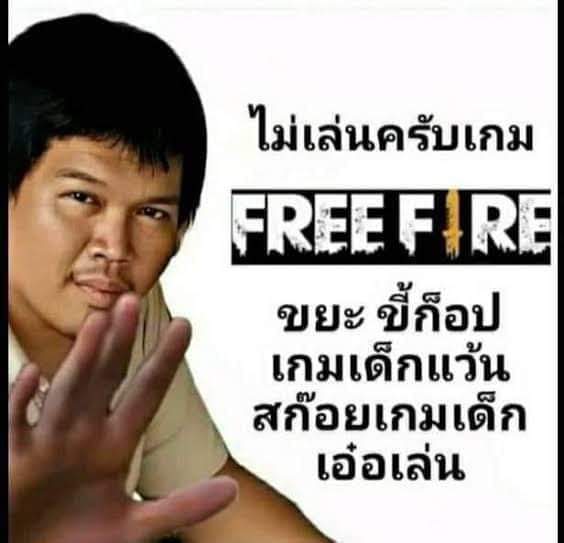 ไม่เล่นครับเกม
FREE FIRE
ขยะ ขี้ก็อป
เกมเด็กแว้น
สก๊อยเกมเด็ก
เอ๋อเล่น